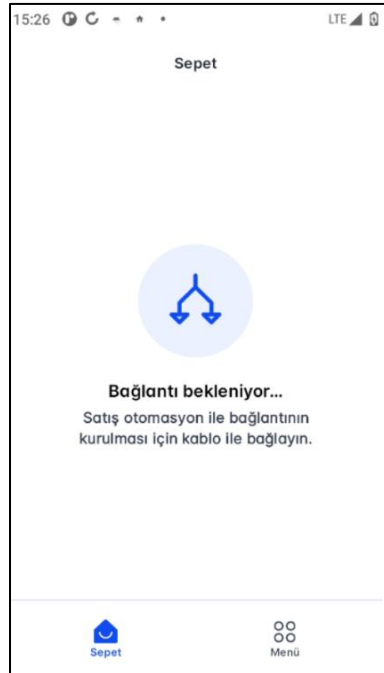 15:26 LTE
Sepet
Bağlantı bekleniyor...
Satış otomasyon ile bağlantının
kurulması için kablo ile bağlayın.
Sepet Menü